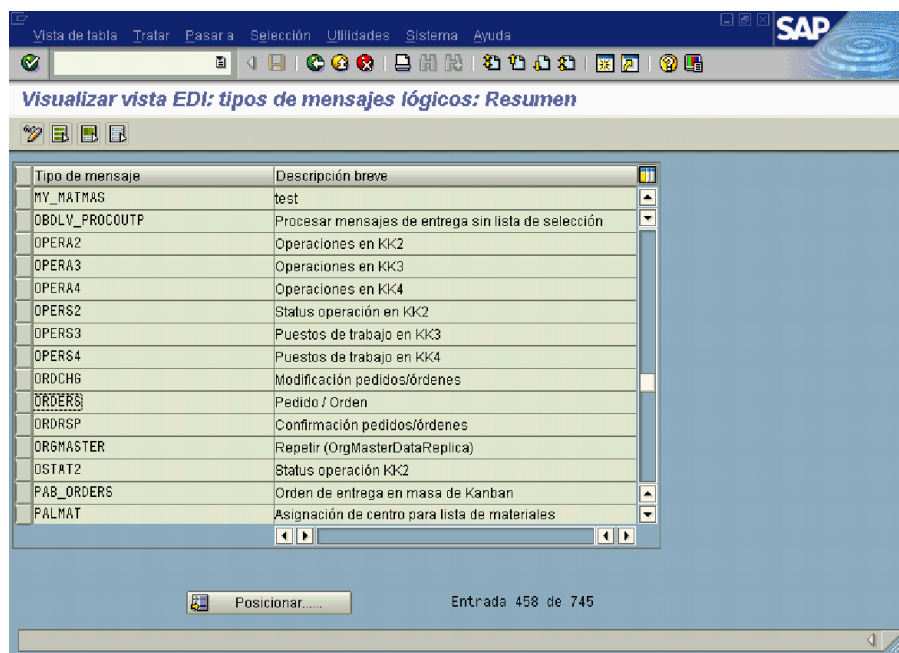 Vista de tabla Tratar Pasar a Selección Utilidades Sistema Ayuda
SAP
Visualizar vista EDI: tipos de mensajes lógicos: Resumen
Tipo de mensaje Descripción breve
MY_MATMAS test
OBDLV_PROCOUTP Procesar mensajes de entrega sin lista de selección
OPERA2 Operaciones en KK2
OPERA3 Operaciones en KK3
OPERA4 Operaciones en KK4
OPERS2 Status operación en KK2
OPERS3 Puestos de trabajo en KK3
OPERS4 Puestos de trabajo en KK4
ORDCHG Modificación pedidos/órdenes
ORDERS Pedido / Orden
ORDRSP Confirmación pedidos/órdenes
ORGMASTER Repetir (OrgMasterDataReplica)
OSTAT2 Status operación KK2
PAB_ORDERS Orden de entrega en masa de Kanban
PALMAT Asignación de centro para lista de materiales
Posicionar...... Entrada 458 de 745